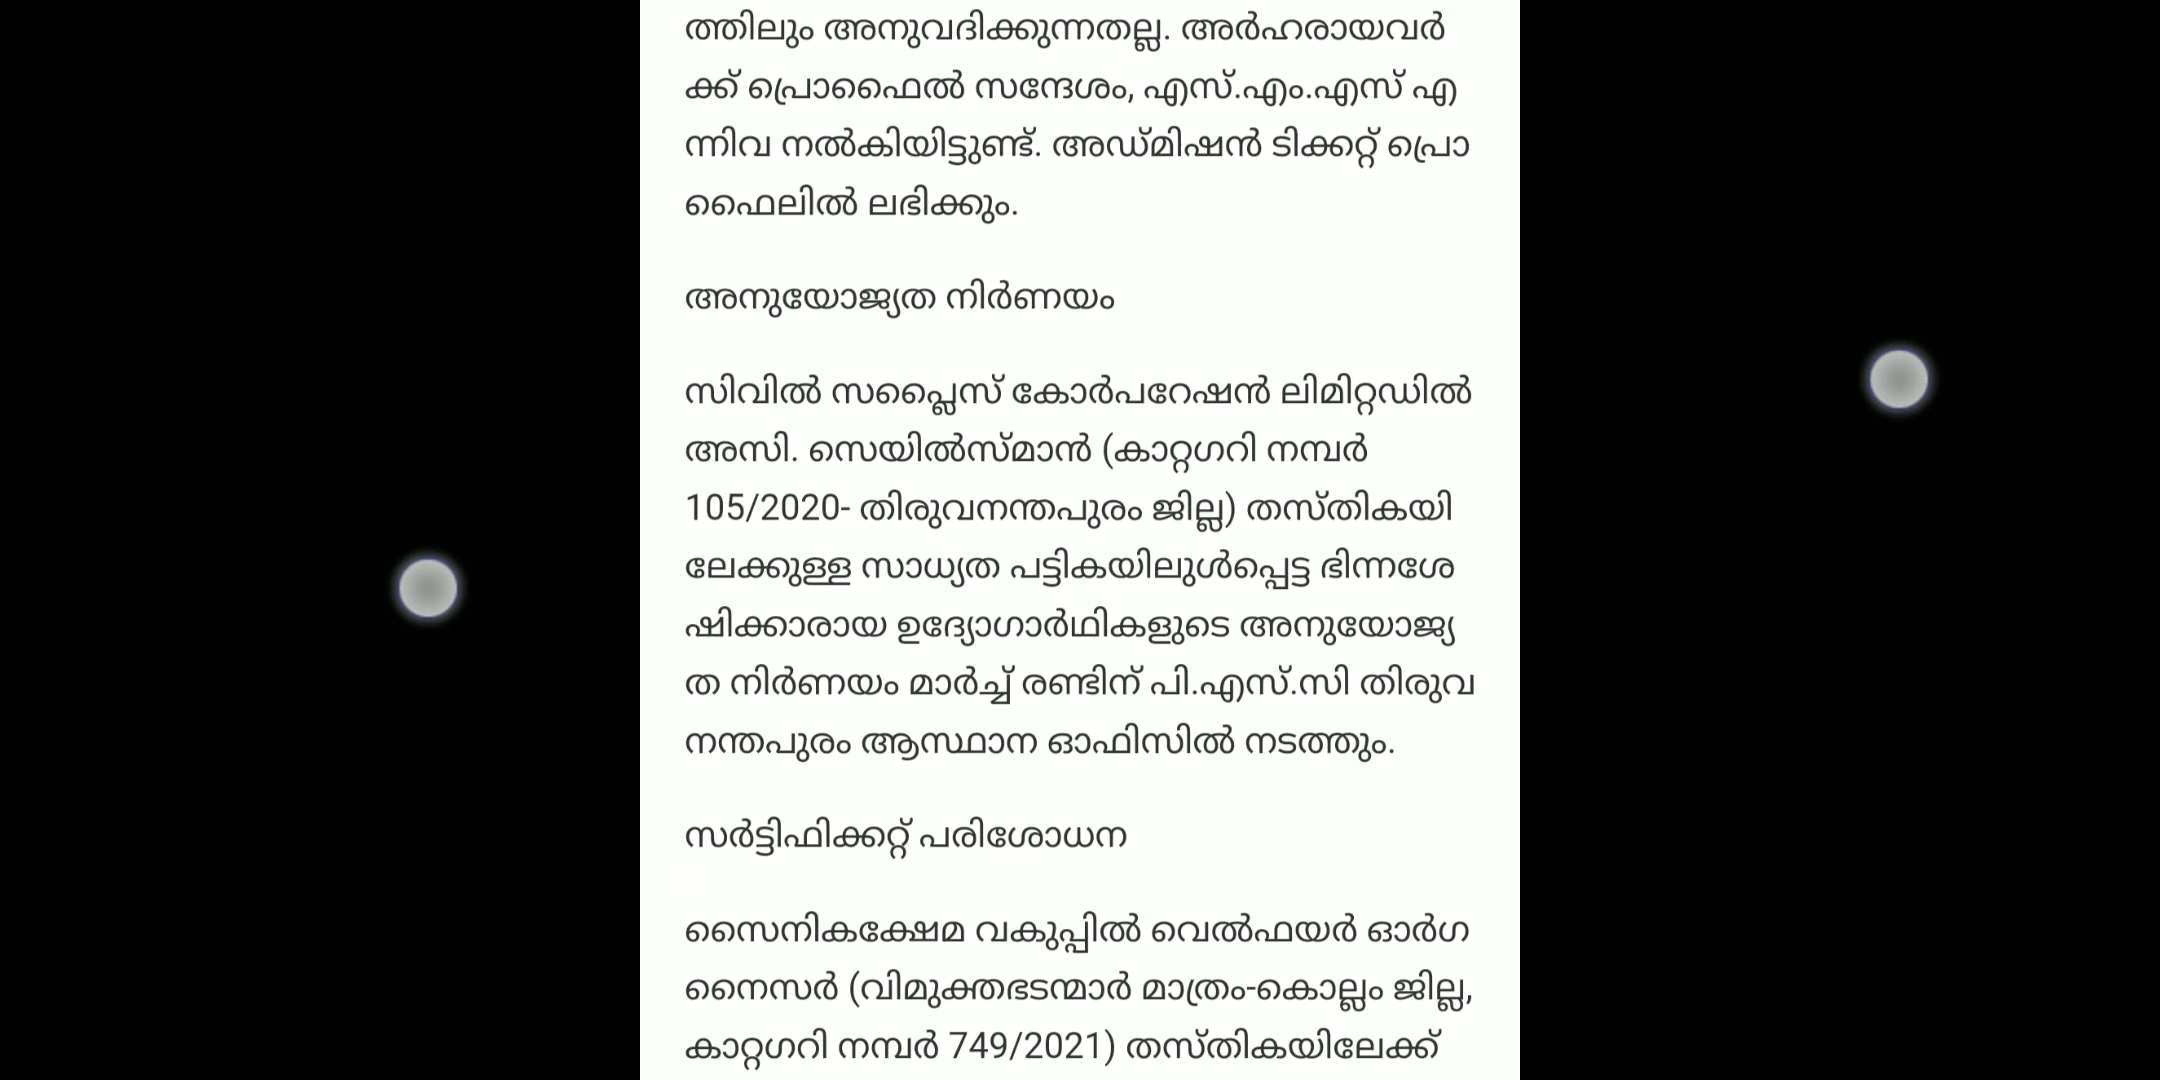 ത്തിലും അനുവദിക്കുന്നതല്ല. അർഹരായവർ
ക്ക് പ്രൊഫൈൽ സന്ദേശം, എസ്.എം.എസ് എ
ന്നിവ നൽകിയിട്ടുണ്ട്. അഡ്മിഷൻ ടിക്കറ്റ് പ്രൊ
ഫൈലിൽ ലഭിക്കും.
അനുയോജ്യത നിർണയം
സിവിൽ സപ്ലൈസ് കോർപറേഷൻ ലിമിറ്റഡിൽ
അസി. സെയിൽസ്മാൻ (കാറ്റഗറി നമ്പർ
105/2020- തിരുവനന്തപുരം ജില്ല) തസ്തികയി
ലേക്കുള്ള സാധ്യത പട്ടികയിലുൾപ്പെട്ട ഭിന്നശേ
ഷിക്കാരായ ഉദ്യോഗാർഥികളുടെ അനുയോജ്യ
ത നിർണയം മാർച്ച് രണ്ടിന് പി.എസ്.സി തിരുവ
നന്തപുരം ആസ്ഥാന ഓഫിസിൽ നടത്തും.
സർട്ടിഫിക്കറ്റ് പരിശോധന
സൈനികക്ഷേമ വകുപ്പിൽ വെൽഫയർ ഓർഗ
നൈസർ (വിമുക്തഭടന്മാർ മാത്രം-കൊല്ലം ജില്ല,
കാറ്റഗറി നമ്പർ 749/2021) തസ്തികയിലേക്ക്